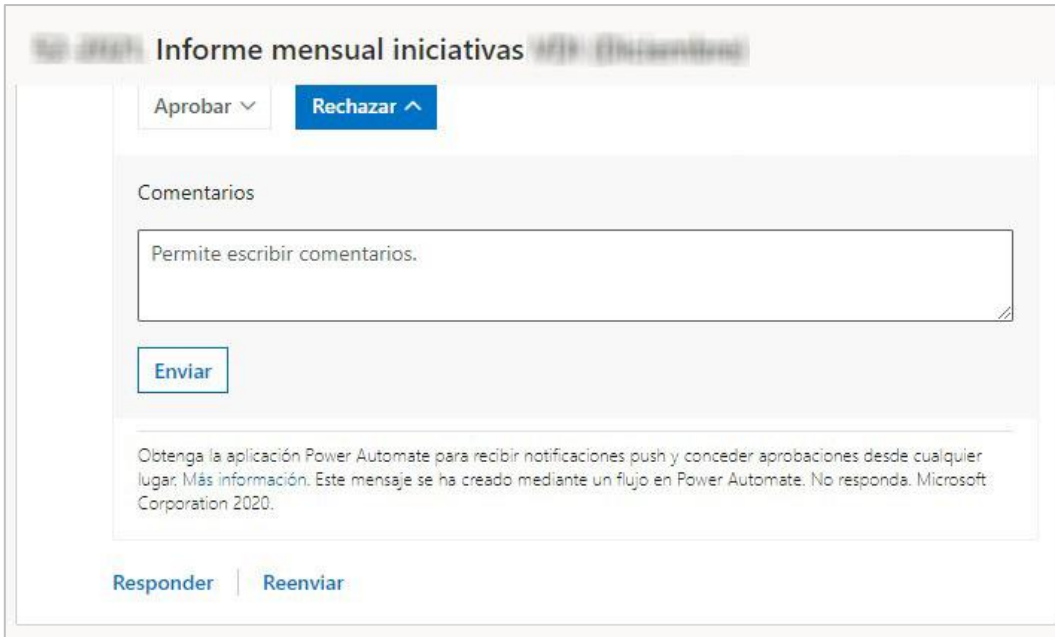 Informe mensual iniciativas
Aprobar Rechazar
Comentarios
Permite escribir comentarios.
Enviar
Obtenga la aplicación Power Automate para recibir notificaciones push y conceder aprobaciones desde cualquier
lugar. Más información. Este mensaje se ha creado mediante un flujo en Power Automate. No responda. Microsoft
Corporation 2020.
Responder Reenviar